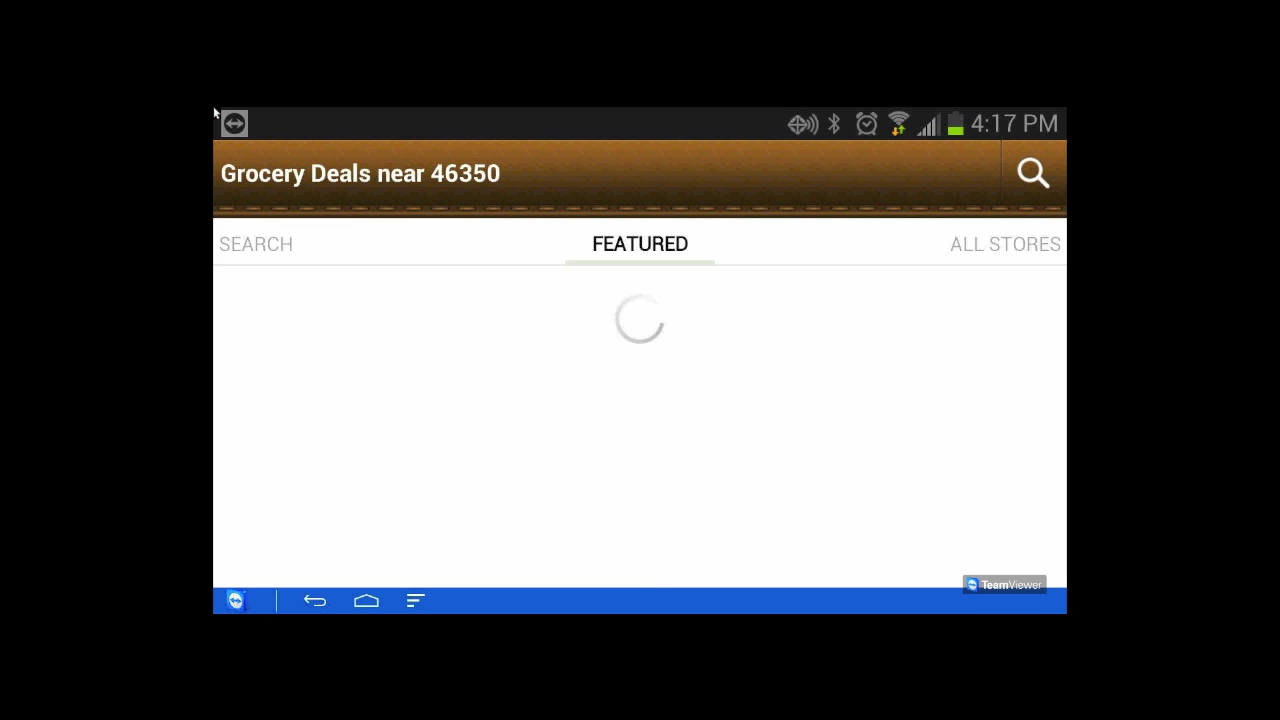 4:17 PM
Grocery Deals near 46350
SEARCH FEATURED ALL STORES
TeamViewer